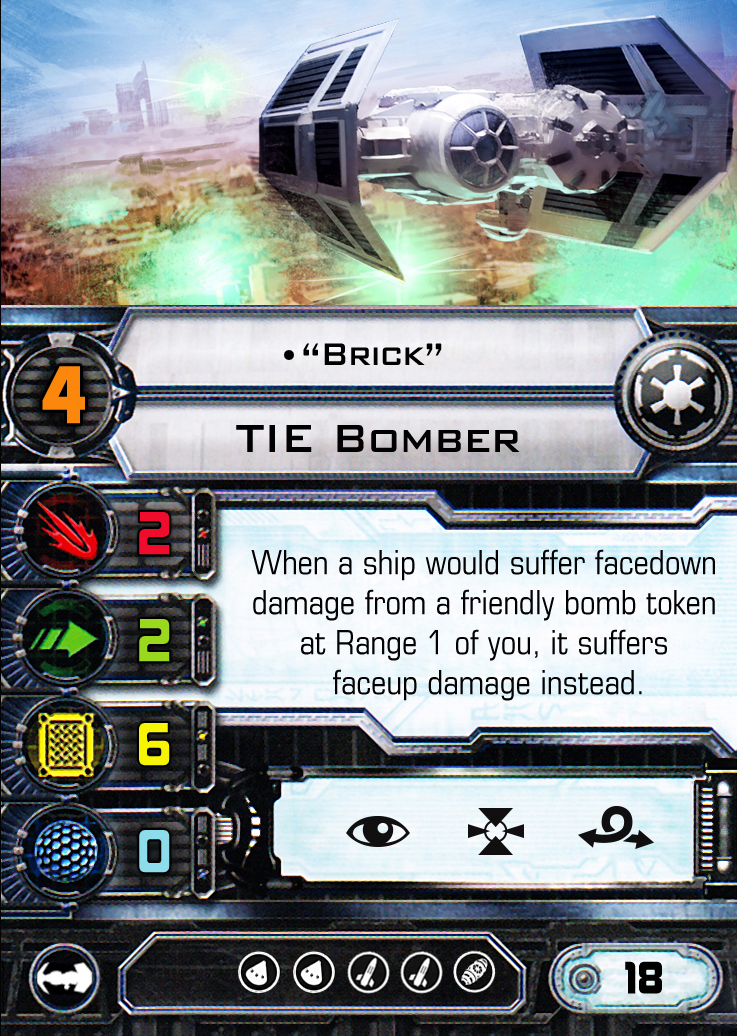 •“Brick”
4
TIE Bomber
2
When a ship would suffer facedown
damage from a friendly bomb token
at Range 1 of you, it suffers
faceup damage instead.
2
6
0
18